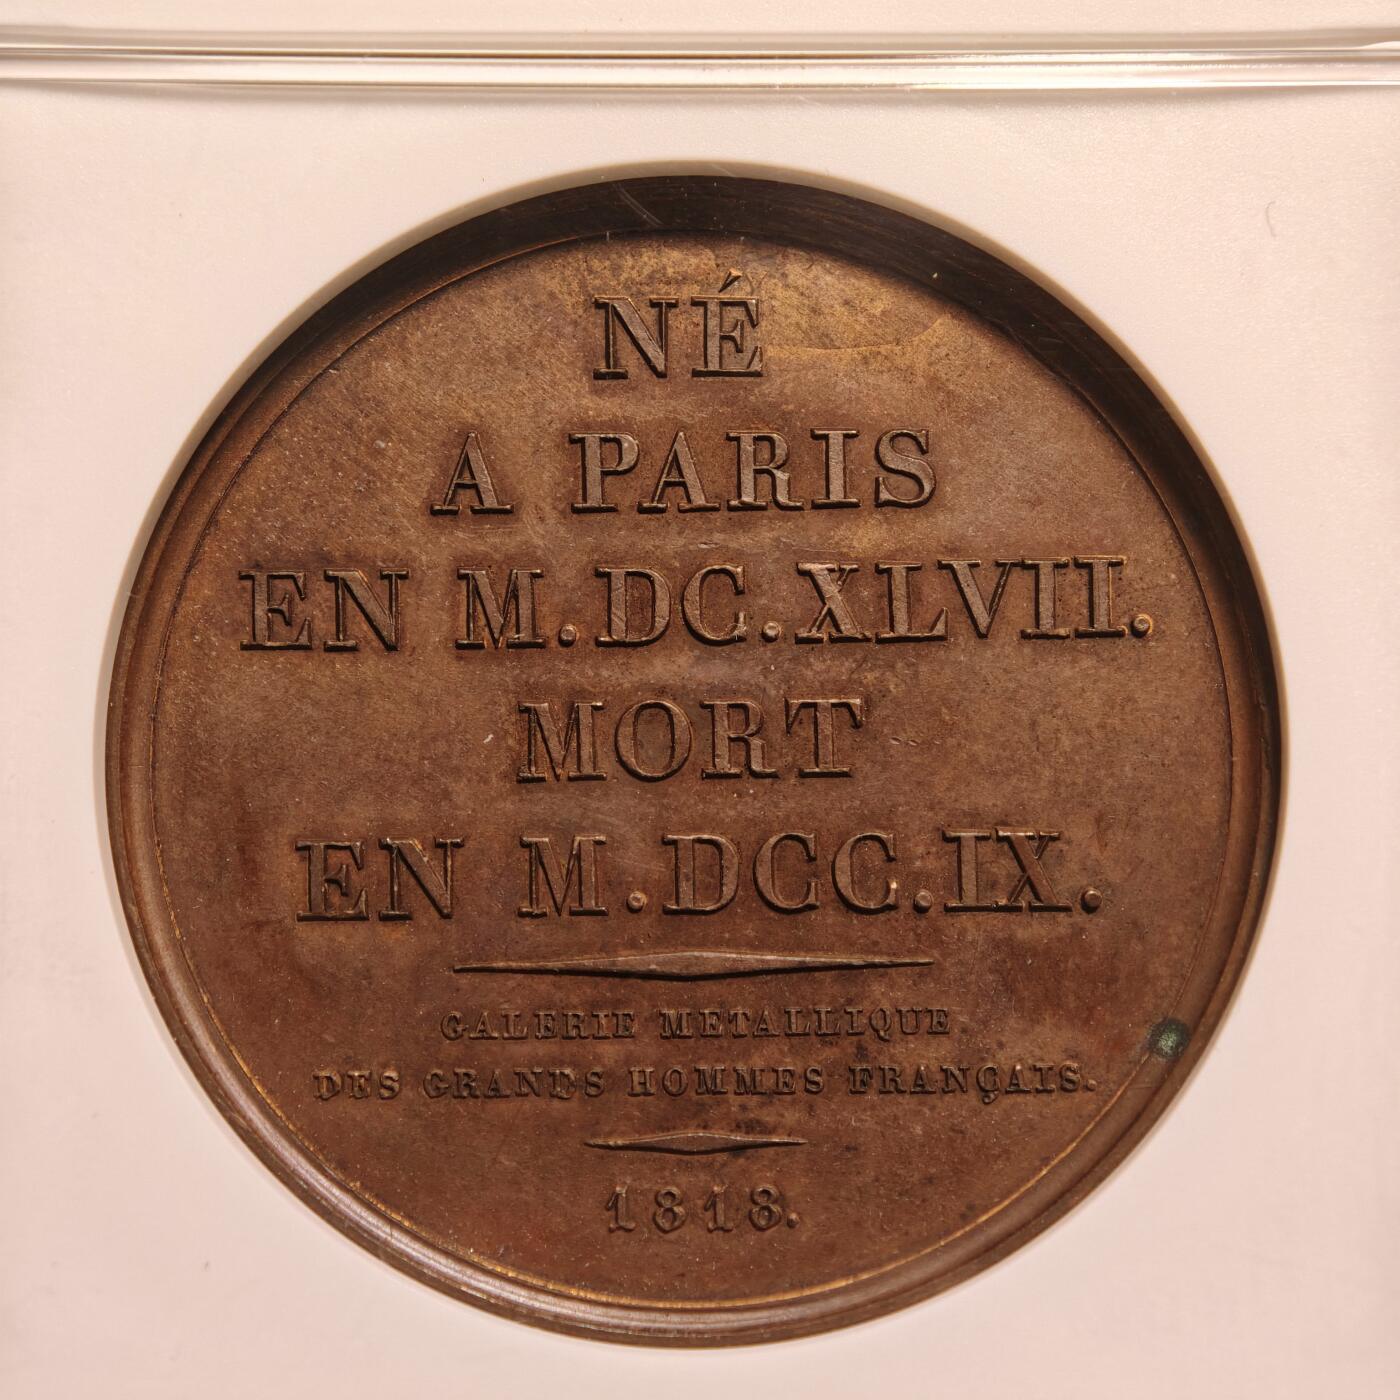 NÉ
A PARIS
EN M.DC.XLVII.
MORT
EN M.DCC.IX.
GALERIE METALLIQUE
DES GRANDS HOMMES FRANÇAIS.
1818.